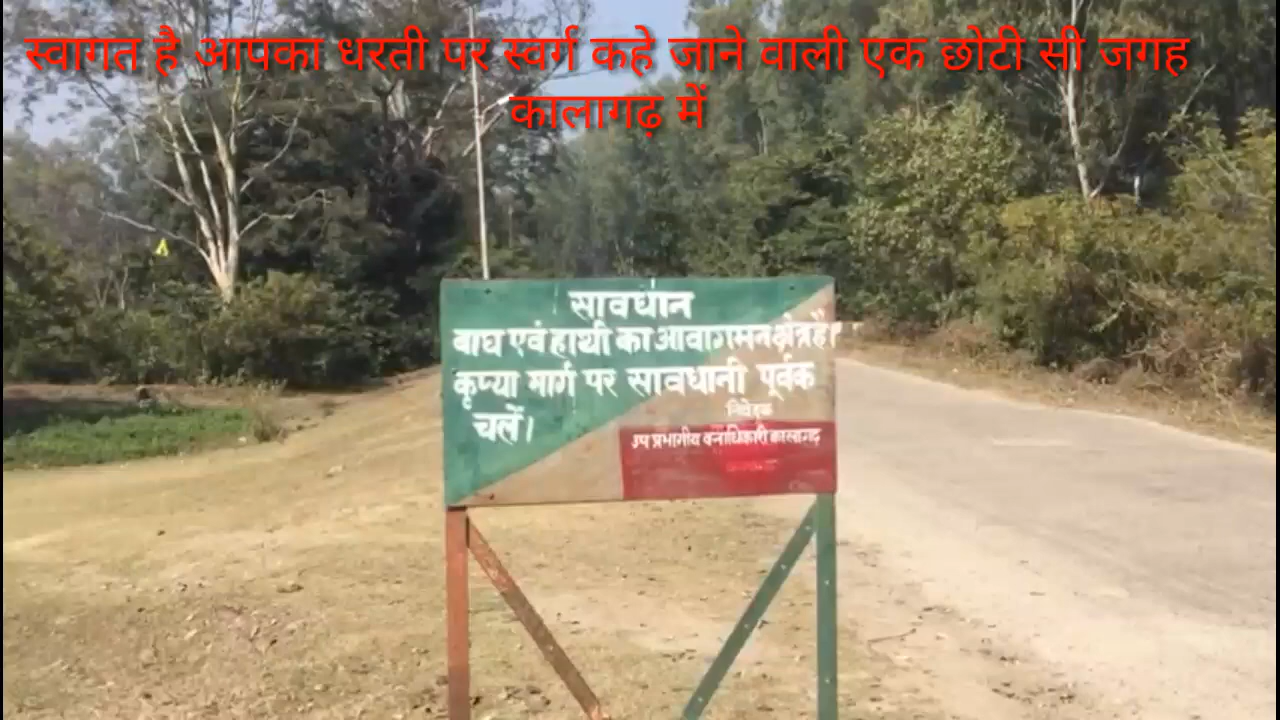 स्वागत है आपका धरती पर स्वर्ग कहे जाने वाली एक छोटी सी जगह
कालागढ़ में
सावधान
बाघ एवं हाथी का आवागमन क्षेत्र है।
कृप्या मार्ग पर सावधानी पूर्वक
चलें।
निवेदक
उप प्रभागीय वनाधिकारी कालागढ़